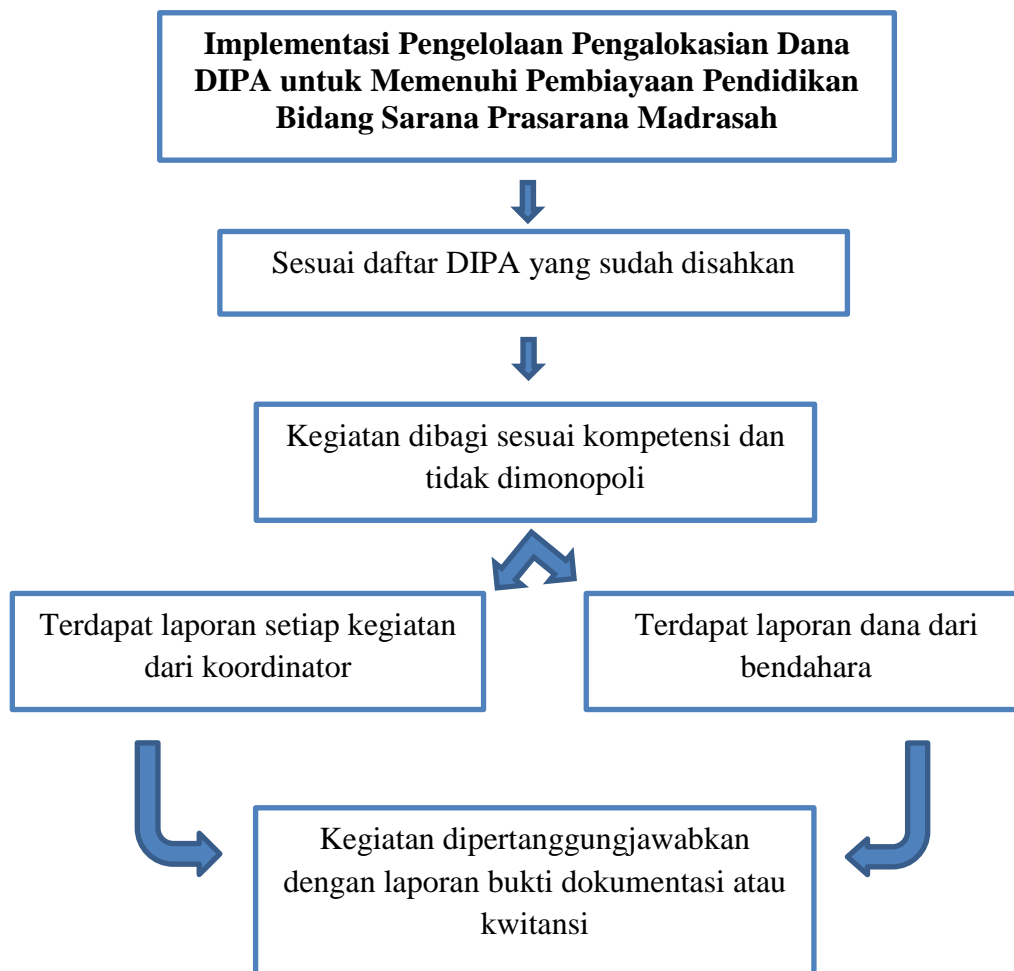 Implementasi Pengelolaan Pengalokasian Dana
DIPA untuk Memenuhi Pembiayaan Pendidikan
Bidang Sarana Prasarana Madrasah
Sesuai daftar DIPA yang sudah disahkan
Kegiatan dibagi sesuai kompetensi dan
tidak dimonopoli
Terdapat laporan setiap kegiatan
dari koordinator
Terdapat laporan dana dari
bendahara
Kegiatan dipertanggungjawabkan
dengan laporan bukti dokumentasi atau
kwitansi